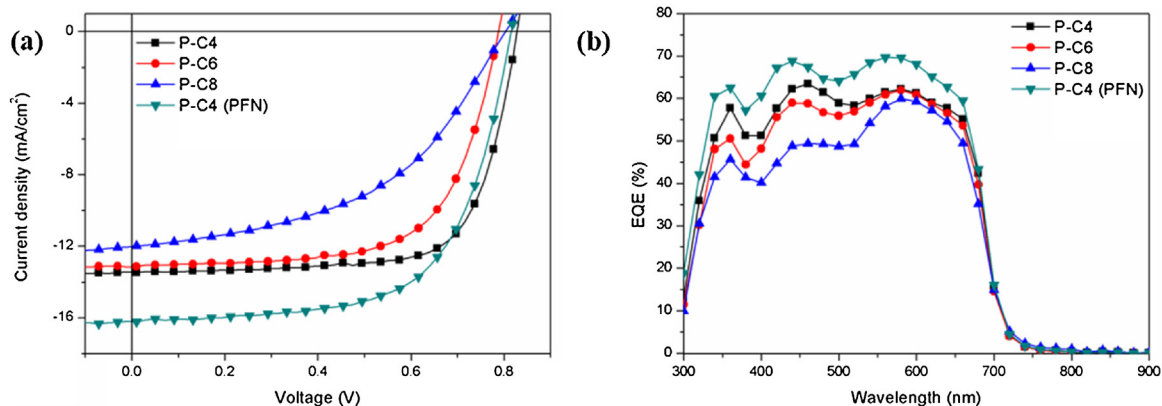 (a)
P-C4
P-C6
P-C8
P-C4 (PFN)
Current density (mA/cm²)
0
-4
-8
-12
-16
0.0
0.2
0.4
0.6
0.8
Voltage (V)
(b)
P-C4
P-C6
P-C8
P-C4 (PFN)
EQE (%)
80
70
60
50
40
30
20
10
0
300
400
500
600
700
800
900
Wavelength (nm)